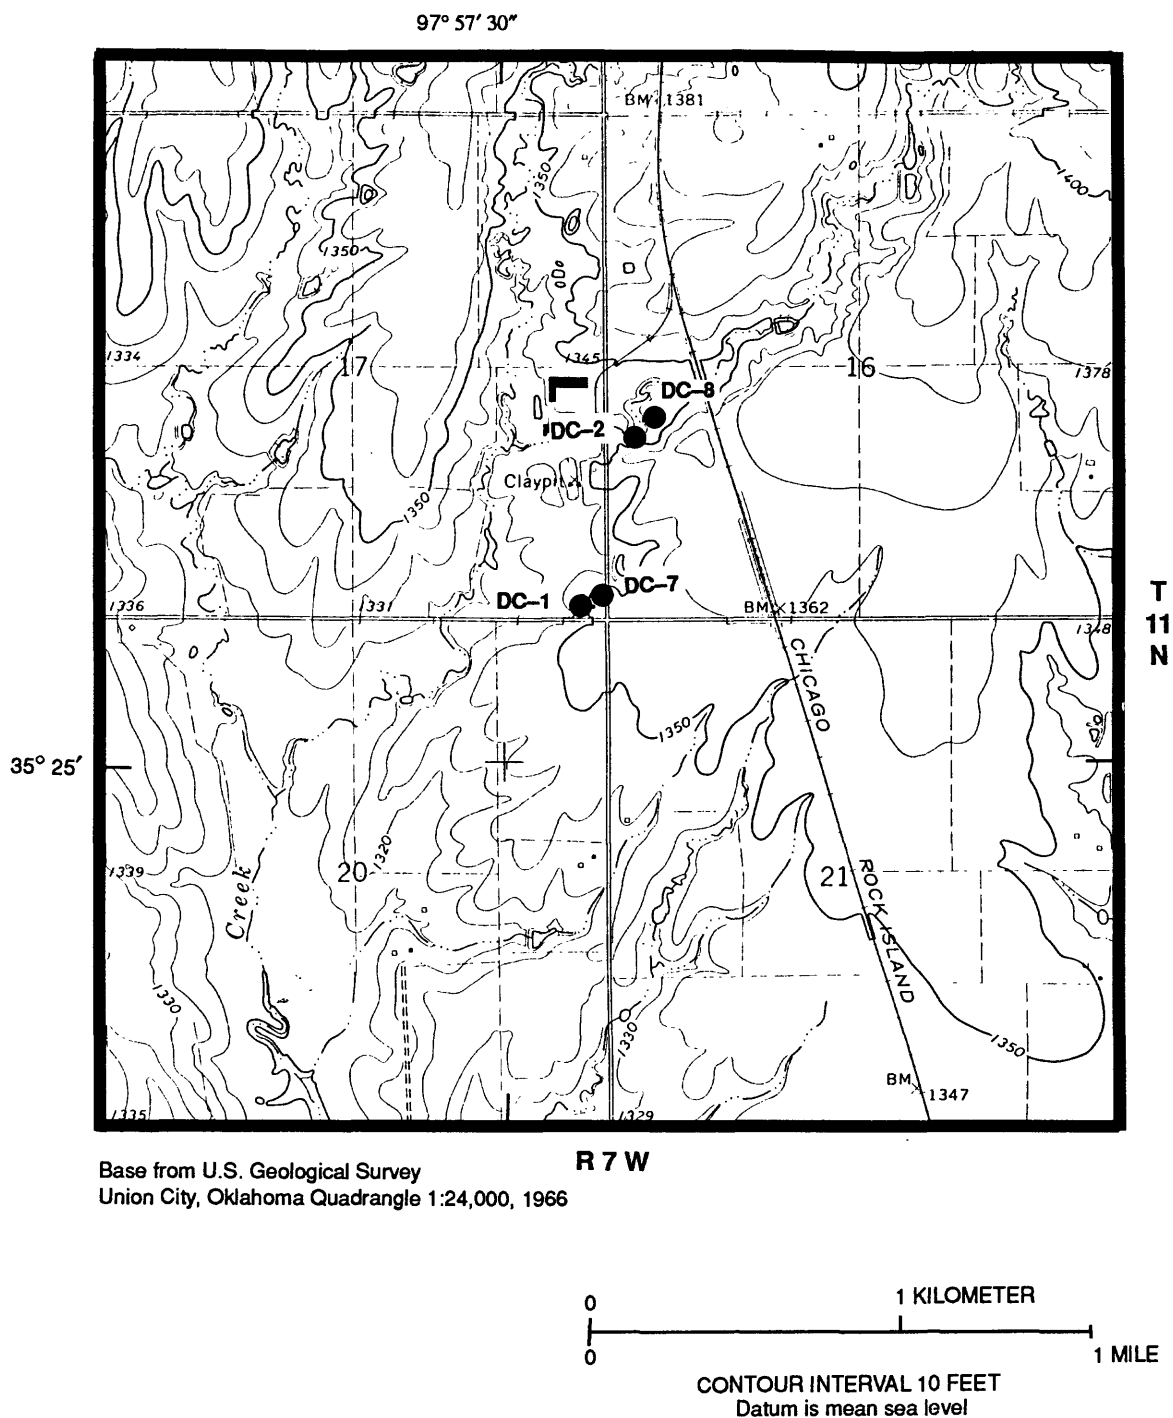 97° 57′ 30″
BM 1381
1350
1400
1350
1334
17
1345
16
1378
DC–8
DC–2
Claypit
1350
DC–1
DC–7
1336
1331
BM 1362
1348
T
11
N
CHICAGO
1350
35° 25′
1320
1339
20
21
Creek
ROCK ISLAND
1330
1330
1350
BM 1347
1335
1329
R 7 W
Base from U.S. Geological Survey
Union City, Oklahoma Quadrangle 1:24,000, 1966
0 1 KILOMETER
0 1 MILE
CONTOUR INTERVAL 10 FEET
Datum is mean sea level